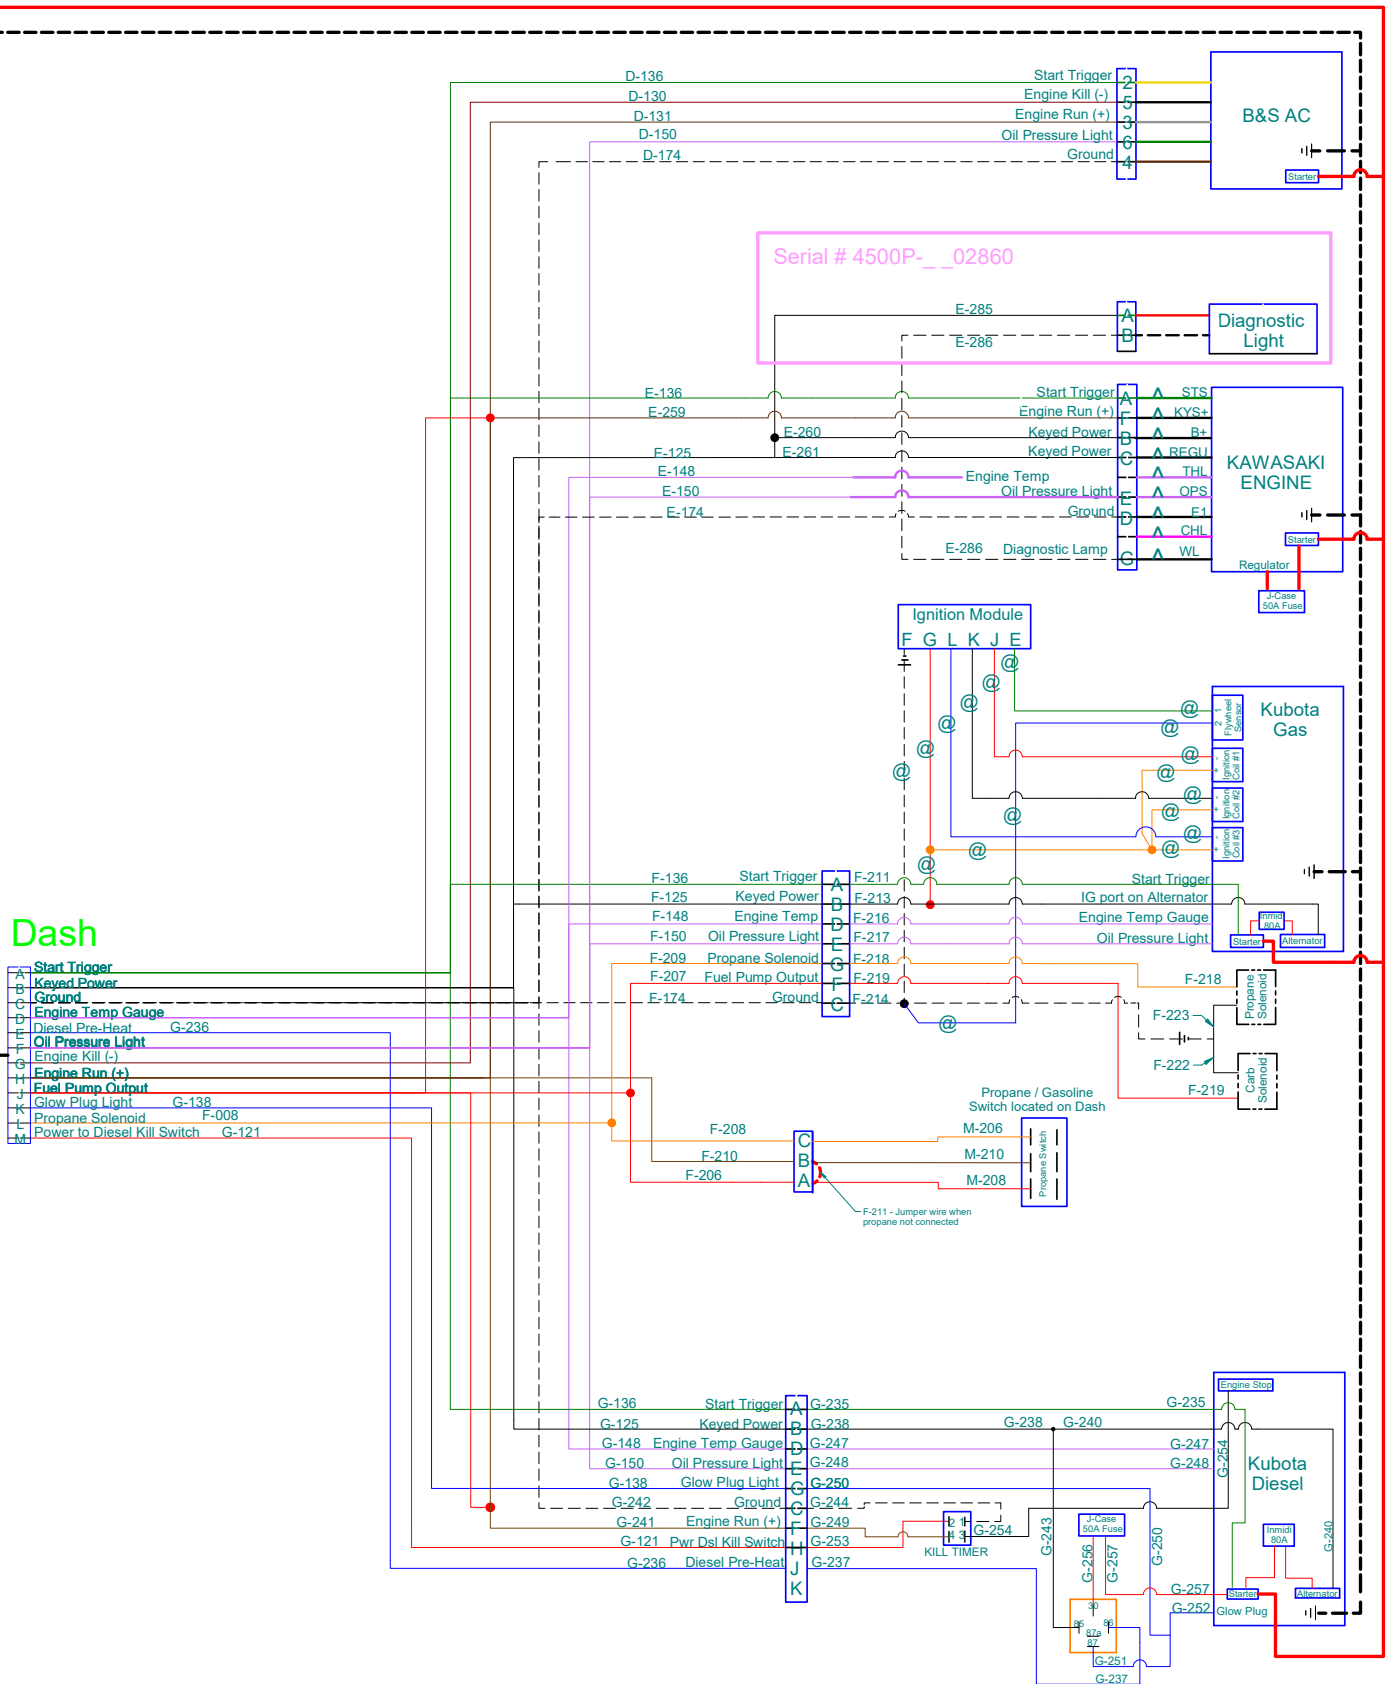 D-136 Start Trigger 2
D-130 Engine Kill (-) 5
D-131 Engine Run (+) 3
D-150 Oil Pressure Light 6
D-174 Ground 4
B&S AC
Starter
Serial # 4500P-_ _02860
E-285 A
E-286 B
Diagnostic
Light
E-136 Start Trigger A Λ STS
E-259 Engine Run (+) F Λ KYS+
E-260 Keyed Power B Λ B+
E-125 E-261 Keyed Power C Λ REGU
E-148 Engine Temp Λ THL
E-150 Oil Pressure Light E Λ OPS
E-174 Ground D Λ E1
Λ CHL
E-286 Diagnostic Lamp G Λ WL
KAWASAKI
ENGINE
Starter
Regulator
J-Case
50A Fuse
Ignition Module
F G L K J E
@ @ @ @ @ @
@ @ @ @ @ @ @ @
@ @ @ @
Kubota
Gas
1
2
Flywheel
Sensor
- +
Ignition
Coil #1
- +
Ignition
Coil #2
- +
Ignition
Coil #3
F-136 Start Trigger A F-211 Start Trigger
F-125 Keyed Power B F-213 IG port on Alternator
F-148 Engine Temp D F-216 Engine Temp Gauge
F-150 Oil Pressure Light E F-217 Oil Pressure Light
F-209 Propane Solenoid G F-218
F-207 Fuel Pump Output F F-219
F-174 Ground C F-214
Inmidi
80A
Starter
Alternator
F-218
Propane
Solenoid
F-223
F-222
F-219
Carb
Solenoid
Dash
A Start Trigger
B Keyed Power
C Ground
D Engine Temp Gauge
E Diesel Pre-Heat G-236
F Oil Pressure Light
G Engine Kill (-)
H Engine Run (+)
J Fuel Pump Output
K Glow Plug Light G-138
L Propane Solenoid F-008
M Power to Diesel Kill Switch G-121
Propane / Gasoline
Switch located on Dash
F-208 C M-206
F-210 B M-210
F-206 A M-208
Propane Switch
F-211 - Jumper wire when
propane not connected
G-136 Start Trigger A G-235 G-235
G-125 Keyed Power B G-238 G-238 G-240
G-148 Engine Temp Gauge D G-247 G-247
G-150 Oil Pressure Light E G-248 G-248
G-138 Glow Plug Light G G-250
G-242 Ground C G-244
G-241 Engine Run (+) F G-249
G-121 Pwr Dsl Kill Switch H G-253
G-236 Diesel Pre-Heat J G-237
K
2 1
4 3
G-254
KILL TIMER
G-243
J-Case
50A Fuse
G-256
G-257
G-250
Engine Stop
G-254
Kubota
Diesel
Inmidi
80A
G-240
G-257 Starter
Alternator
G-252 Glow Plug
30
85 86
87a
87
G-251
G-237